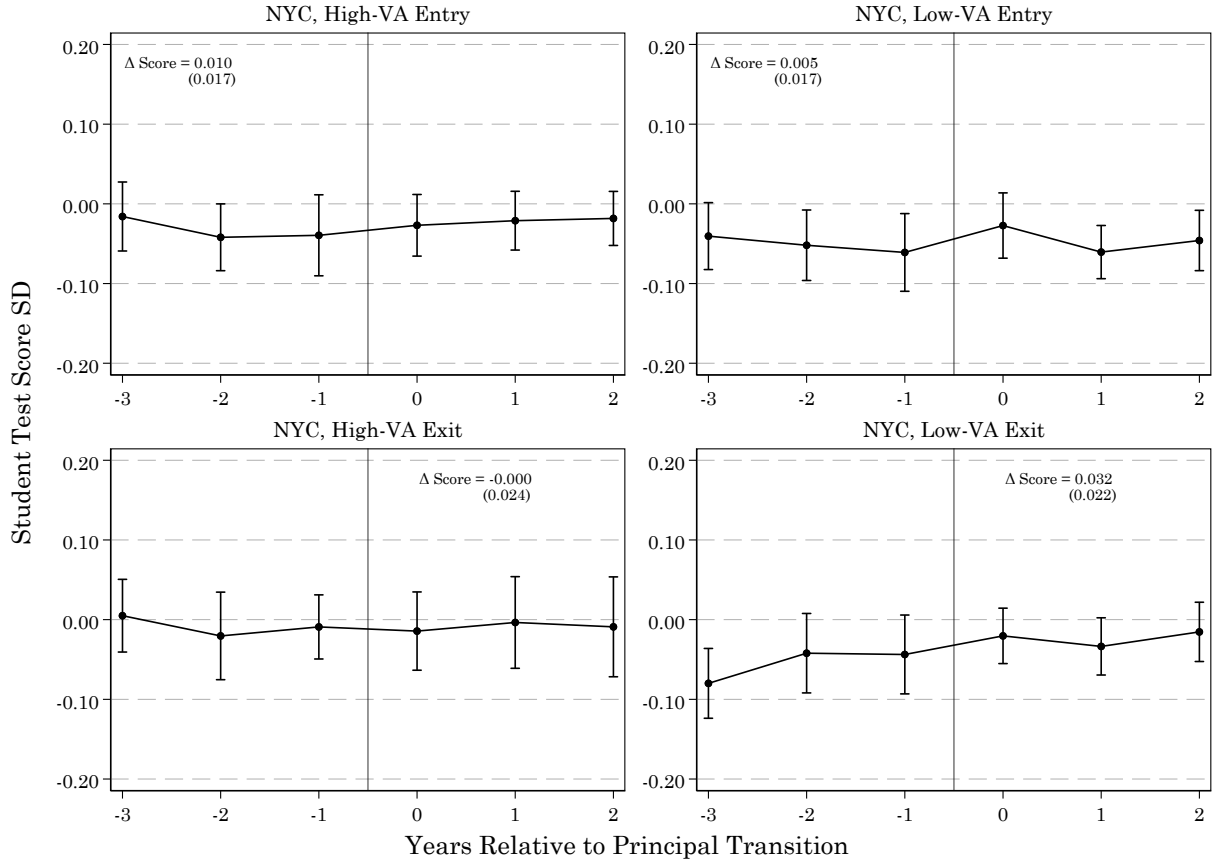 NYC, High-VA Entry
0.20
0.10
0.00
-0.10
-0.20
Δ Score = 0.010
(0.017)
-3 -2 -1 0 1 2
NYC, Low-VA Entry
0.20
0.10
0.00
-0.10
-0.20
Δ Score = 0.005
(0.017)
-3 -2 -1 0 1 2
Student Test Score SD
NYC, High-VA Exit
0.20
0.10
0.00
-0.10
-0.20
Δ Score = -0.000
(0.024)
-3 -2 -1 0 1 2
NYC, Low-VA Exit
0.20
0.10
0.00
-0.10
-0.20
Δ Score = 0.032
(0.022)
-3 -2 -1 0 1 2
Years Relative to Principal Transition